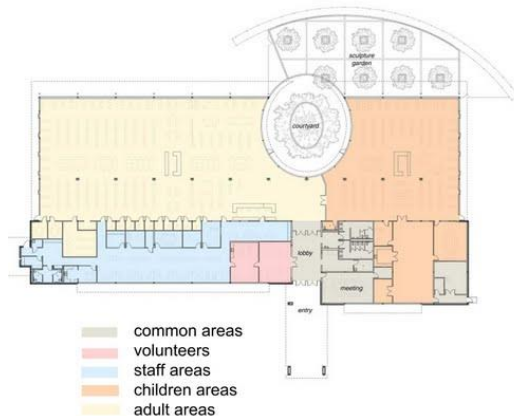 sculpture
garden
courtyard
lobby
meeting
entry
common areas
volunteers
staff areas
children areas
adult areas